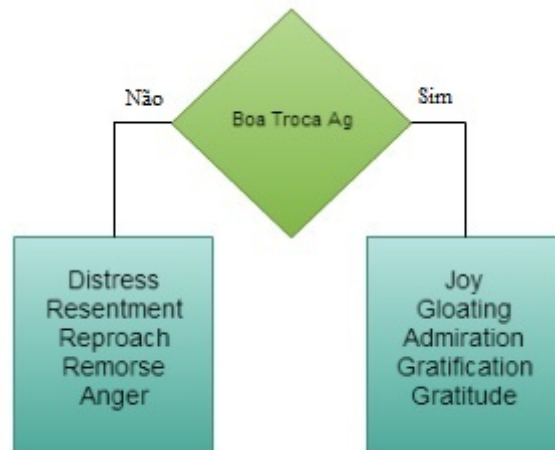 Não
Boa Troca Ag
Sim
Distress
Resentment
Reproach
Remorse
Anger
Joy
Gloating
Admiration
Gratification
Gratitude